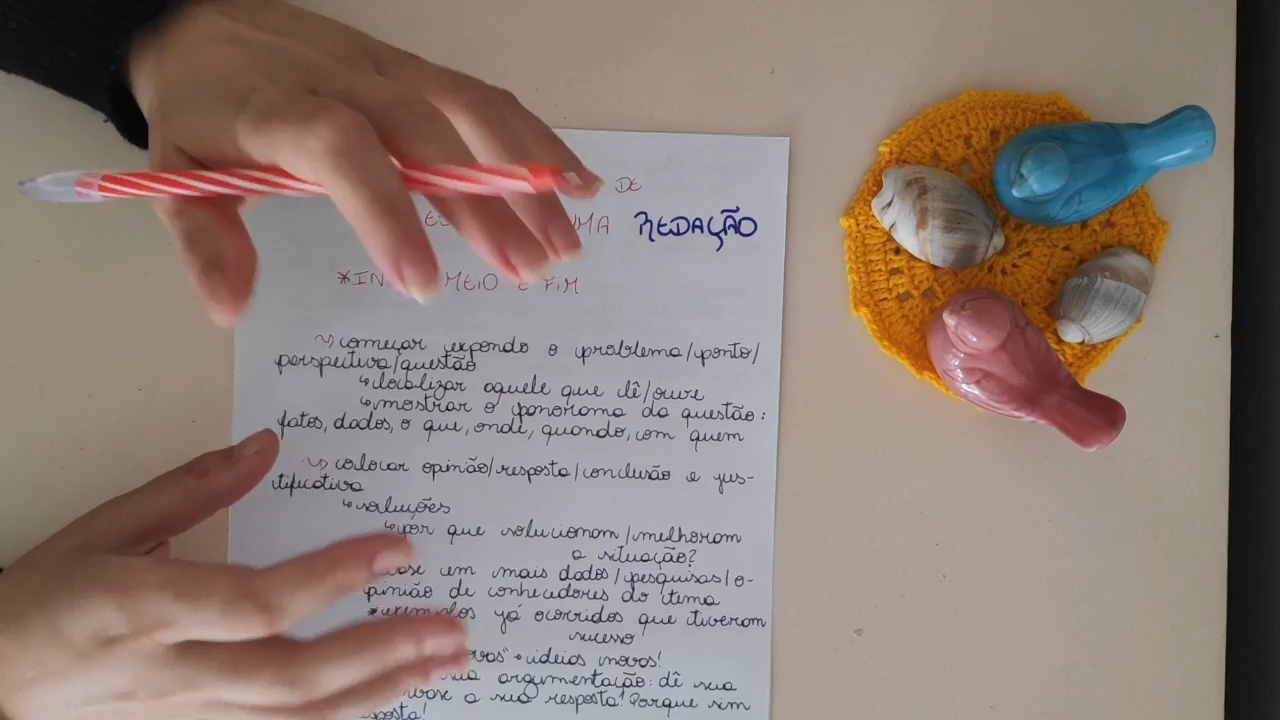 DE
UMA REDAÇÃO
*IN MEIO E FIM
↝ começar expondo o problema/ponto/
perspectiva/questão
↳ localizar aquele que lê/ouve
↳ mostrar o panorama da questão:
fatos, dados, o que, onde, quando, com quem
↝ colocar opinião/resposta/conclusão e jus-
tificativa
↳ soluções
↳ por que solucionam/melhoram
a situação?
em mais dados/pesquisas/o-
pinião de conhecedores do tema
*exemplos já ocorridos que tiveram
sucesso
→ ideias novas!
sua argumentação: dê sua
a sua resposta! Porque sim